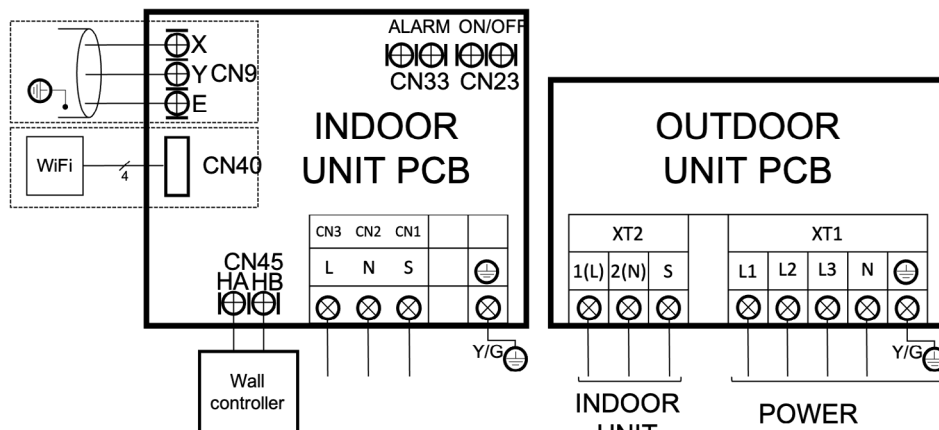 ALARM ON/OFF
CN33 CN23
X
Y CN9
E
WiFi
4
CN40
INDOOR
UNIT PCB
CN3 CN2 CN1
L N S
CN45
HA HB
Y/G
Wall
controller
OUTDOOR
UNIT PCB
XT2 XT1
1(L) 2(N) S L1 L2 L3 N
Y/G
INDOOR
UNIT
POWER